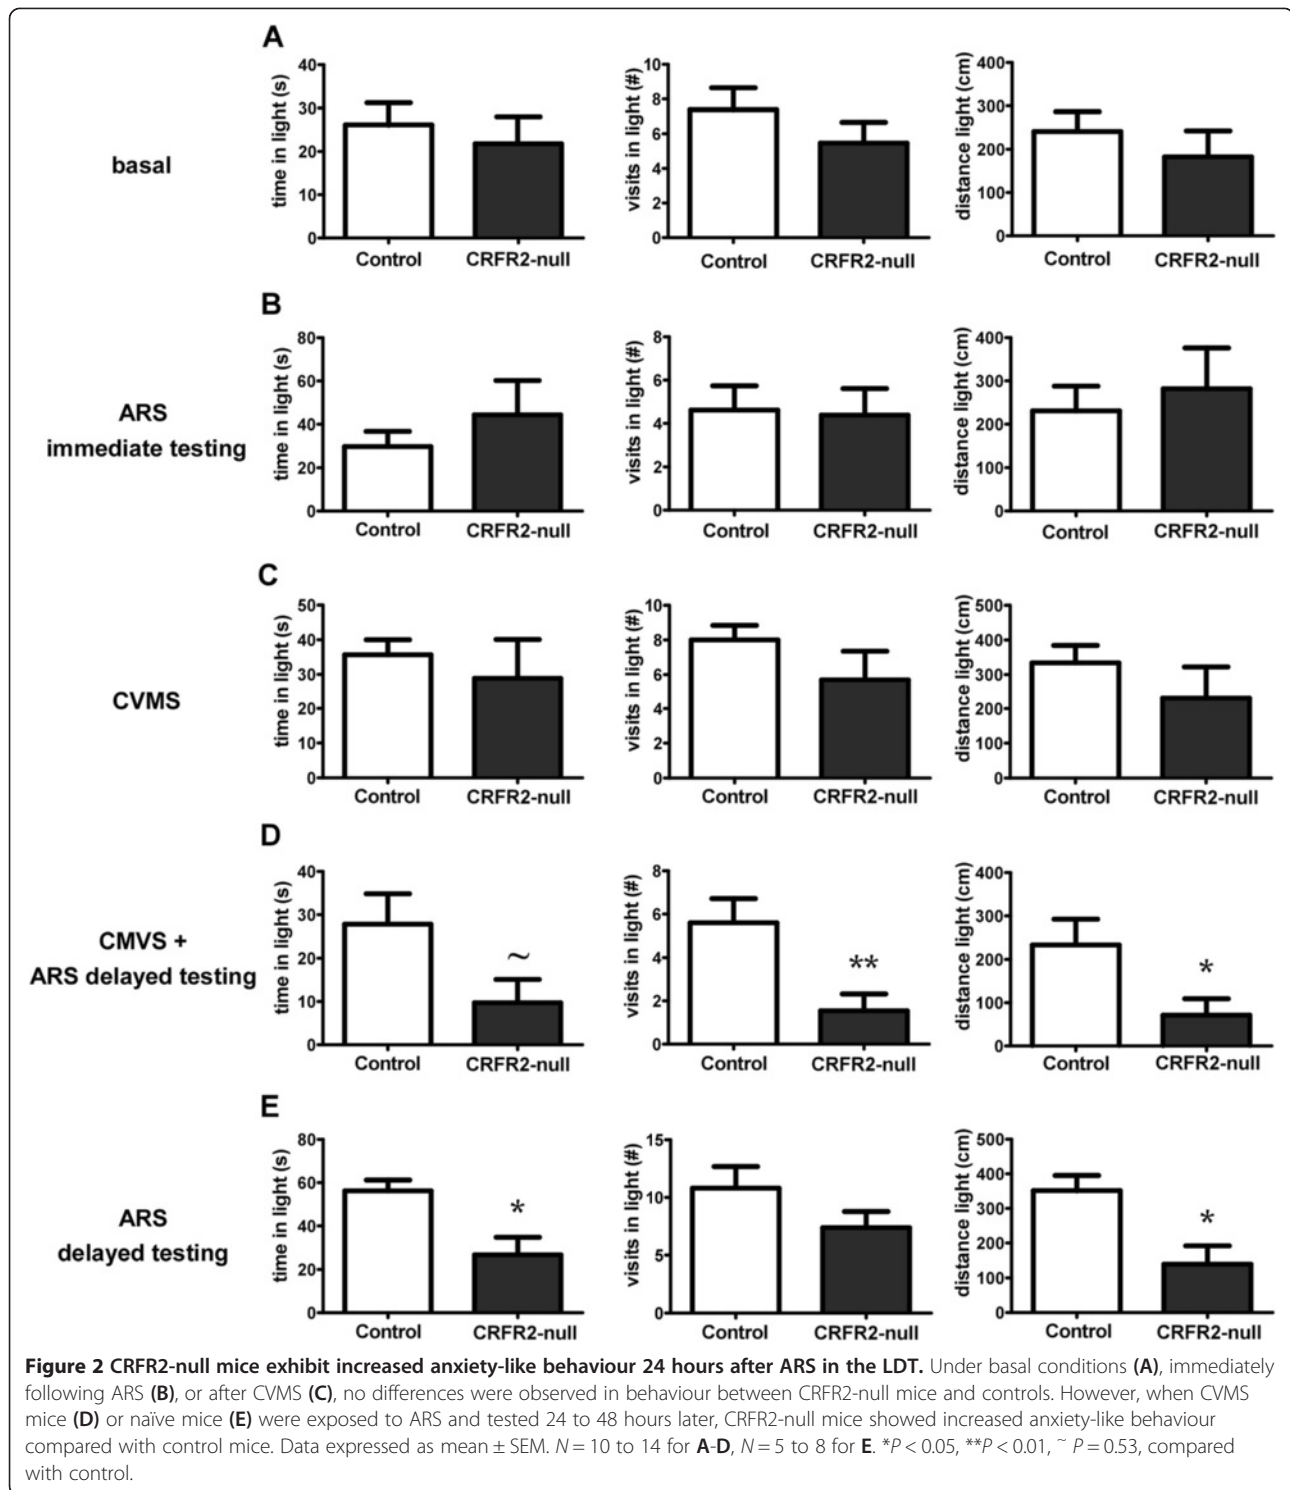 A
basal
time in light (s)
40
30
20
10
0
Control
CRFR2-null
visits in light (#)
10
8
6
4
2
0
Control
CRFR2-null
distance light (cm)
400
300
200
100
0
Control
CRFR2-null
B
ARS
immediate testing
time in light (s)
80
60
40
20
0
Control
CRFR2-null
visits in light (#)
8
6
4
2
0
Control
CRFR2-null
distance light (cm)
400
300
200
100
0
Control
CRFR2-null
C
CVMS
time in light (s)
50
40
30
20
10
0
Control
CRFR2-null
visits in light (#)
10
8
6
4
2
0
Control
CRFR2-null
distance light (cm)
500
400
300
200
100
0
Control
CRFR2-null
D
CMVS +
ARS delayed testing
time in light (s)
40
30
20
10
0
~
Control
CRFR2-null
visits in light (#)
8
6
4
2
0
**
Control
CRFR2-null
distance light (cm)
400
300
200
100
0
*
Control
CRFR2-null
E
ARS
delayed testing
time in light (s)
80
60
40
20
0
*
Control
CRFR2-null
visits in light (#)
15
10
5
0
Control
CRFR2-null
distance light (cm)
500
400
300
200
100
0
*
Control
CRFR2-null
Figure 2 CRFR2-null mice exhibit increased anxiety-like behaviour 24 hours after ARS in the LDT. Under basal conditions (A), immediately
following ARS (B), or after CVMS (C), no differences were observed in behaviour between CRFR2-null mice and controls. However, when CVMS
mice (D) or naïve mice (E) were exposed to ARS and tested 24 to 48 hours later, CRFR2-null mice showed increased anxiety-like behaviour
compared with control mice. Data expressed as mean ± SEM. N = 10 to 14 for A-D, N = 5 to 8 for E. *P < 0.05, **P < 0.01, ~ P = 0.53, compared
with control.